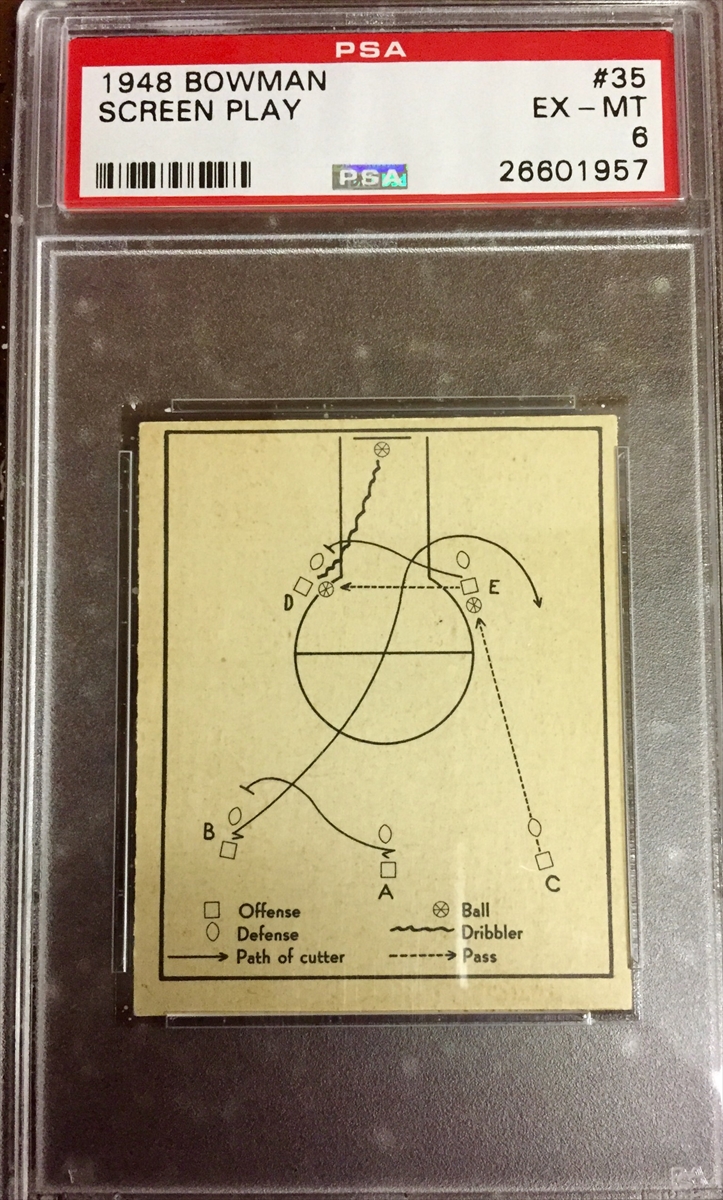 PSA
1948 BOWMAN #35
SCREEN PLAY EX - MT
6
PSA 26601957
D E
B
A C
Offense Ball
Defense Dribbler
Path of cutter Pass